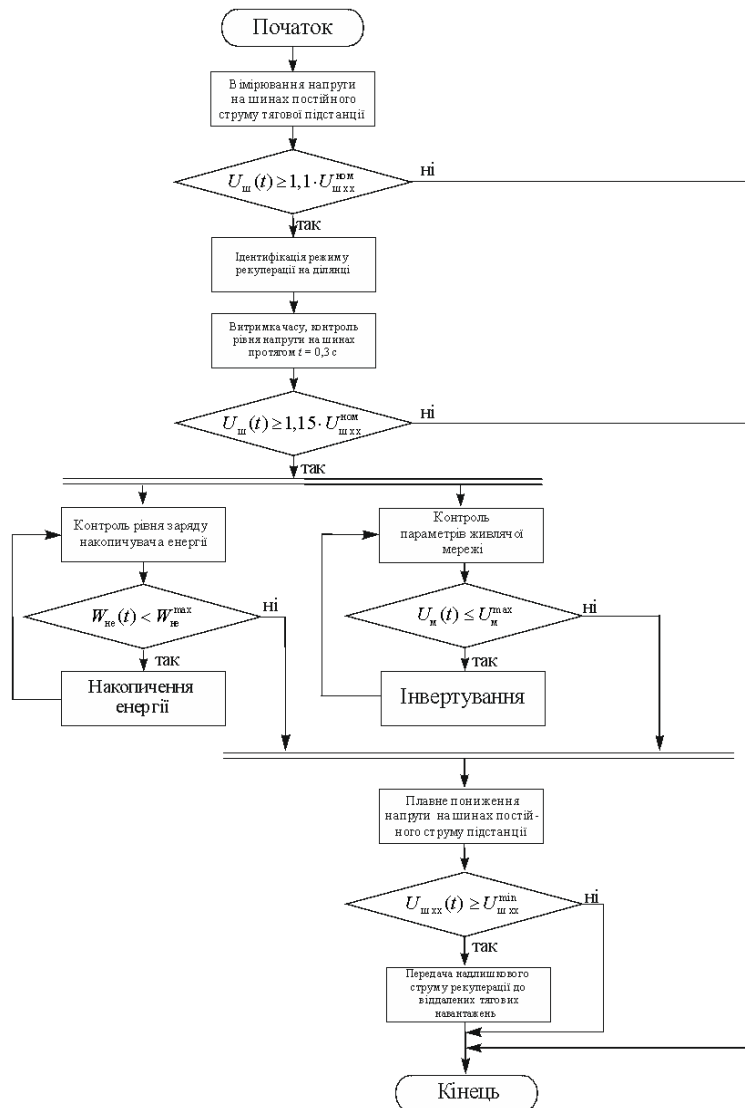 Початок
Вимірювання напруги
на шинах постійного
струму тягової підстанції
U_ш(t) ≥ 1,1·U_ш хх^ном
ні
так
Ідентифікація режиму
рекуперації на ділянці
Витримка часу, контроль
рівня напруги на шинах
протягом t = 0,3 с
U_ш(t) ≥ 1,15·U_ш хх^ном
ні
так
Контроль рівня заряду
накопичувача енергії
W_не(t) < W_не^max
ні
так
Накопичення
енергії
Контроль
параметрів живлячої
мережі
U_м(t) ≤ U_м^max
ні
так
Інвертування
Плавне пониження
напруги на шинах постій-
ного струму підстанції
U_ш хх(t) ≥ U_ш хх^min
ні
так
Передача надлишкового
струму рекуперації до
віддалених тягових
навантажень
Кінець